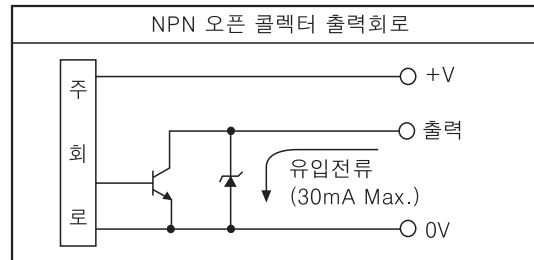 NPN 오픈 콜렉터 출력회로
주
회
로
+V
출력
유입전류
(30mA Max.)
0V